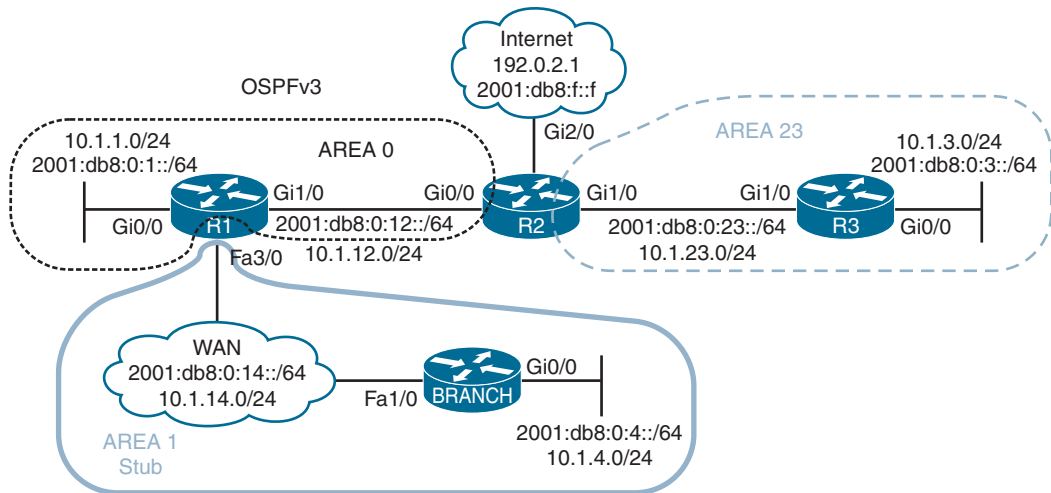 Internet
192.0.2.1
2001:db8:f::f
OSPFv3
Gi2/0
AREA 23
10.1.1.0/24
2001:db8:0:1::/64
AREA 0
10.1.3.0/24
2001:db8:0:3::/64
Gi1/0
Gi0/0
Gi1/0
Gi1/0
Gi0/0
R1
2001:db8:0:12::/64
R2
2001:db8:0:23::/64
R3
Gi0/0
10.1.12.0/24
10.1.23.0/24
Fa3/0
WAN
2001:db8:0:14::/64
10.1.14.0/24
Gi0/0
Fa1/0
BRANCH
2001:db8:0:4::/64
10.1.4.0/24
AREA 1
Stub